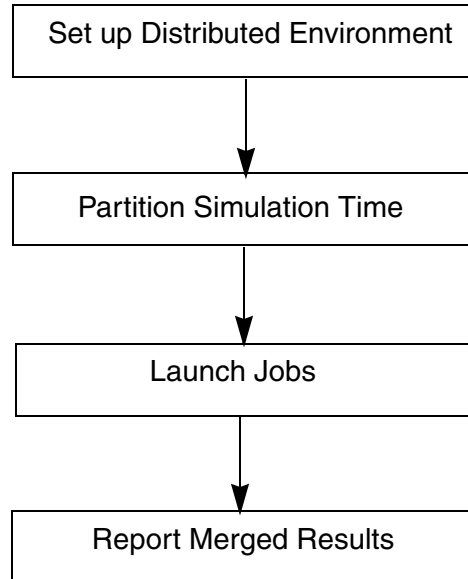 Set up Distributed Environment
Partition Simulation Time
Launch Jobs
Report Merged Results